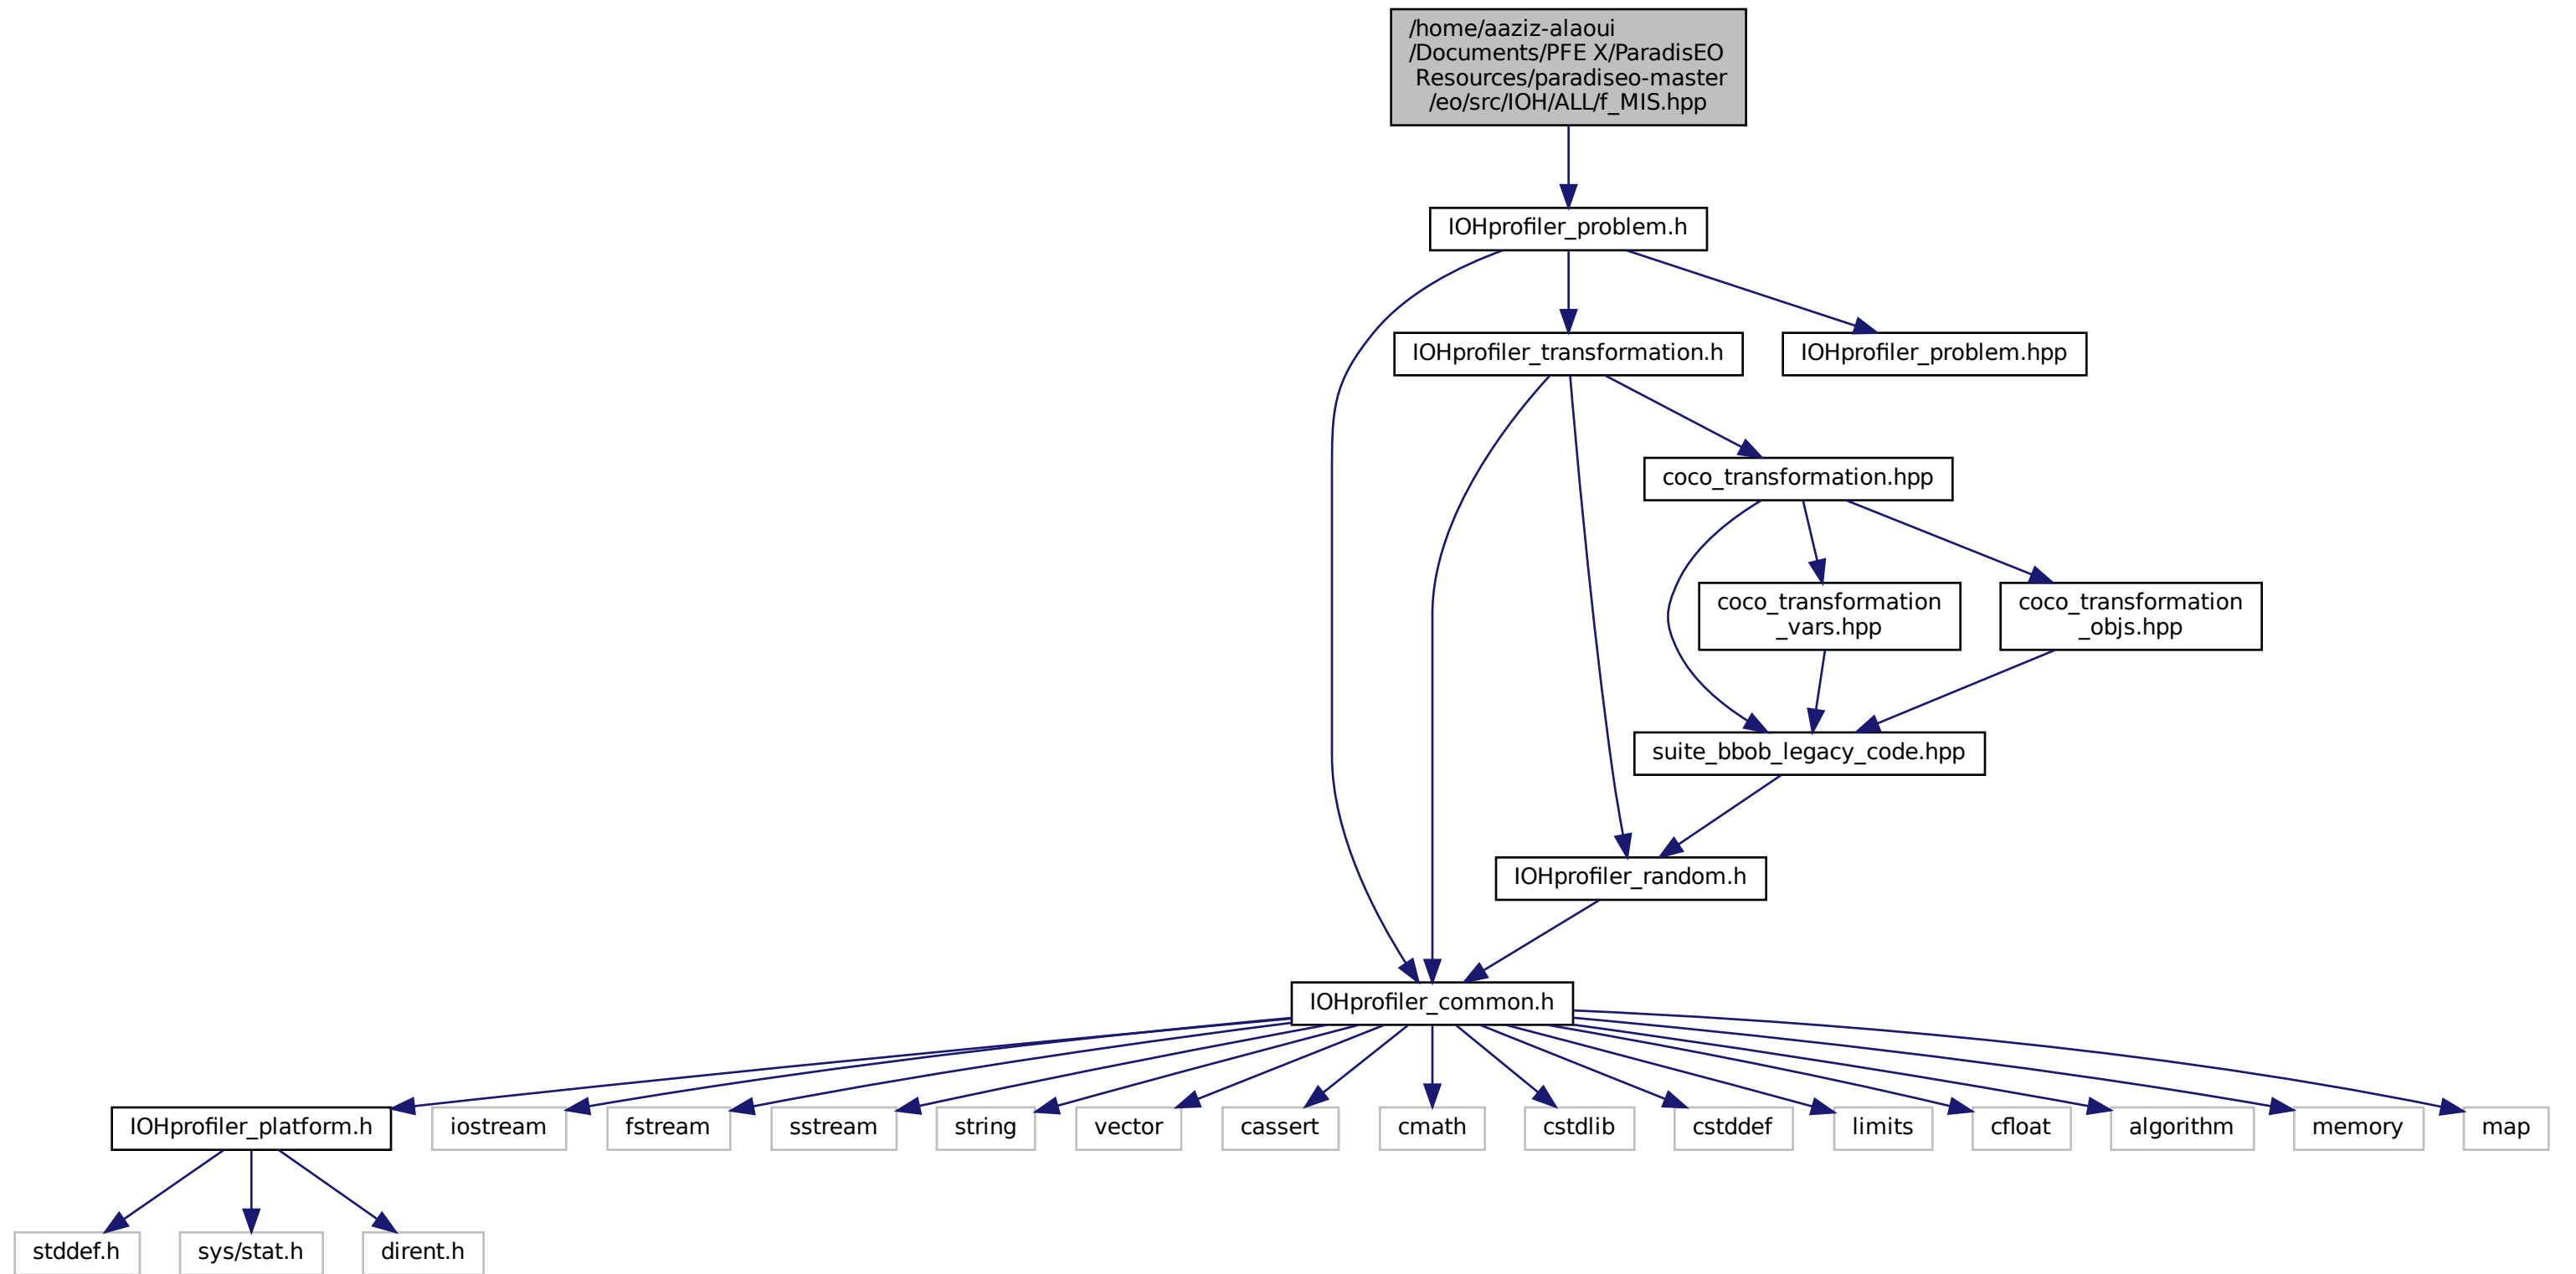 /home/aaziz-alaoui
/Documents/PFE X/ParadisEO
Resources/paradiseo-master
/eo/src/IOH/ALL/f_MIS.hpp
IOHprofiler_problem.h
IOHprofiler_transformation.h
IOHprofiler_problem.hpp
coco_transformation.hpp
coco_transformation
_vars.hpp
coco_transformation
_objs.hpp
suite_bbob_legacy_code.hpp
IOHprofiler_random.h
IOHprofiler_common.h
IOHprofiler_platform.h
iostream
fstream
sstream
string
vector
cassert
cmath
cstdlib
cstddef
limits
cfloat
algorithm
memory
map
stddef.h
sys/stat.h
dirent.h